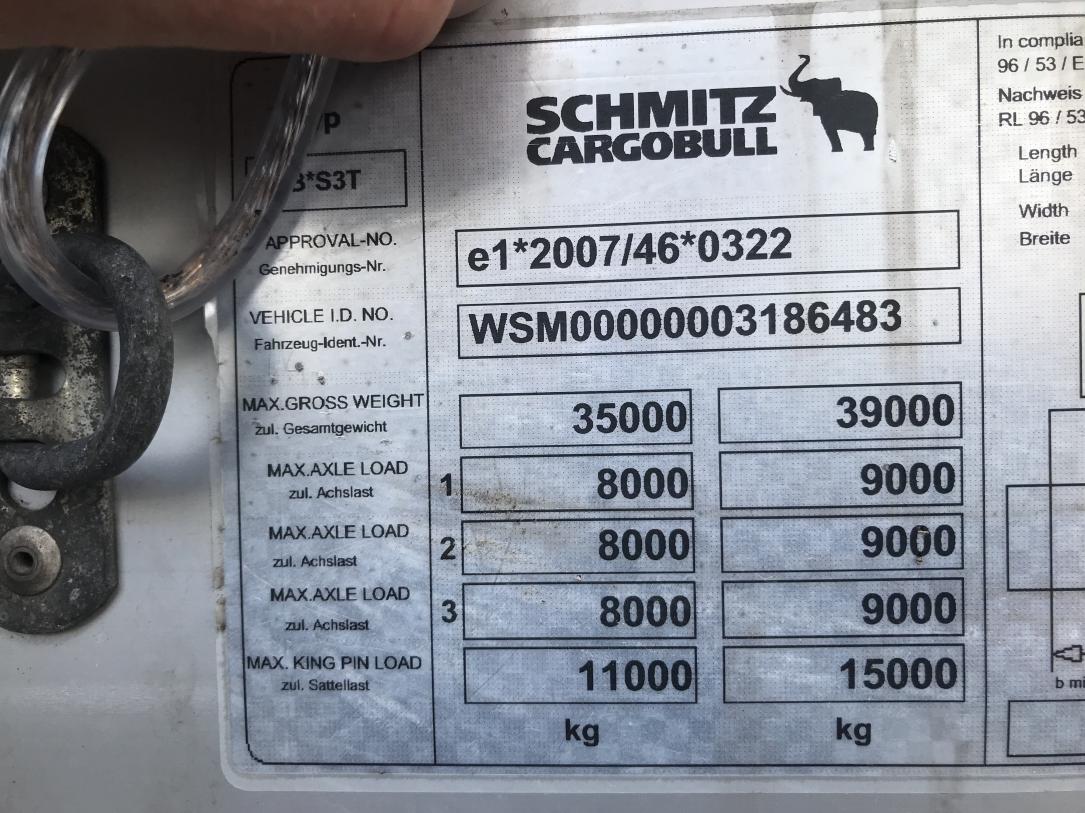 SCHMITZ
CARGOBULL
yp
B*S3T
APPROVAL-NO.
Genehmigungs-Nr.
e1*2007/46*0322
VEHICLE I.D. NO.
Fahrzeug-Ident.-Nr.
WSM00000003186483
MAX.GROSS WEIGHT
zul. Gesamtgewicht
35000 39000
MAX.AXLE LOAD
zul. Achslast
1 8000 9000
MAX.AXLE LOAD
zul. Achslast
2 8000 9000
MAX.AXLE LOAD
zul. Achslast
3 8000 9000
MAX. KING PIN LOAD
zul. Sattellast
11000 15000
kg kg
In complia
96 / 53 / E
Nachweis
RL 96 / 53
Length
Länge
Width
Breite
b mi